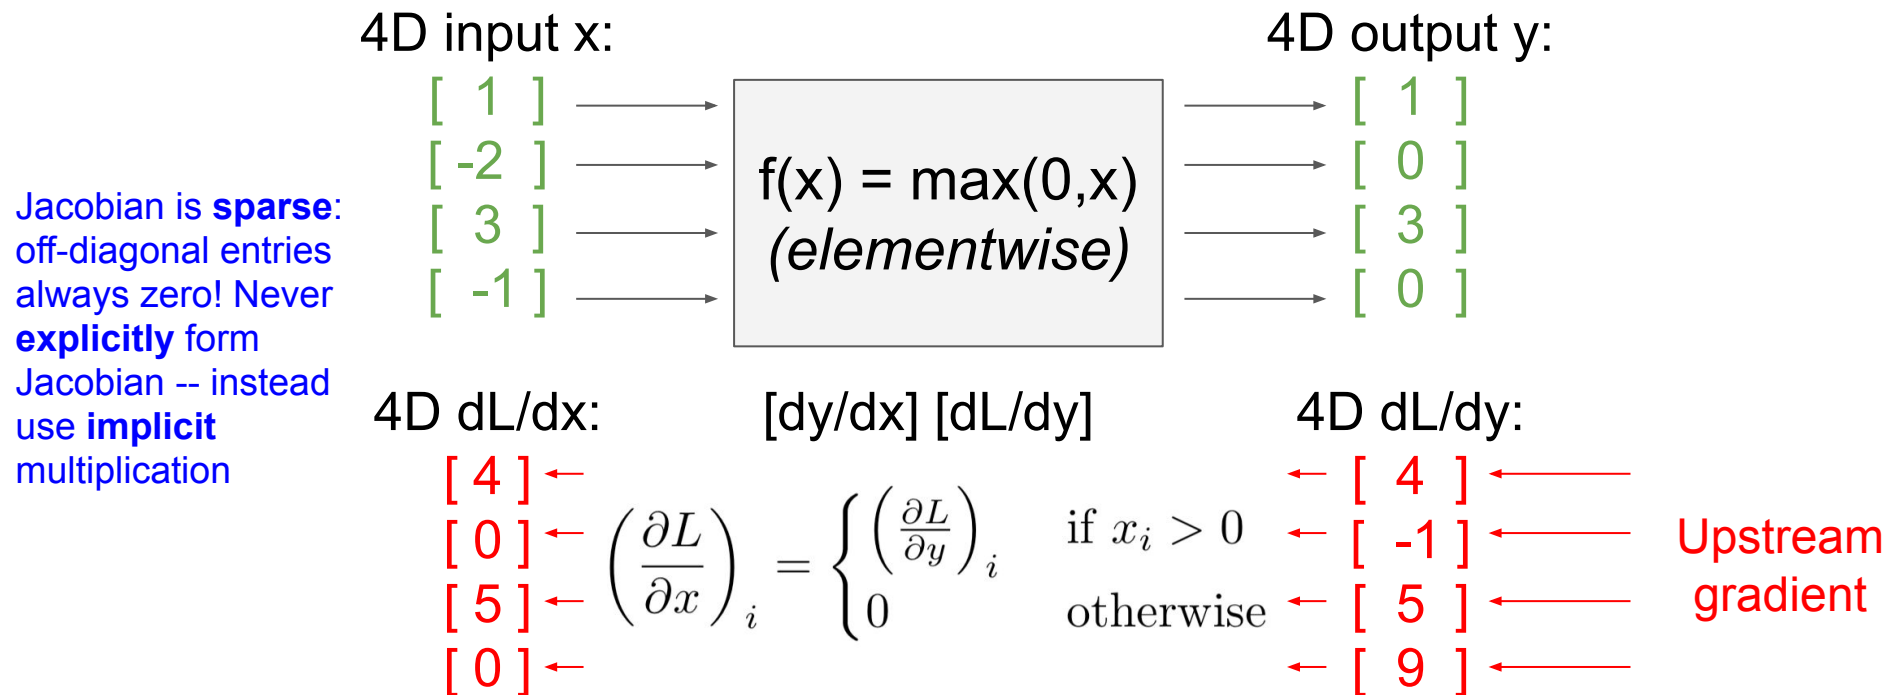 4D input x:
4D output y:
[ 1 ]
[ -2 ]
[ 3 ]
[ -1 ]
f(x) = max(0,x)
(elementwise)
[ 1 ]
[ 0 ]
[ 3 ]
[ 0 ]
Jacobian is sparse:
off-diagonal entries
always zero! Never
explicitly form
Jacobian -- instead
use implicit
multiplication
4D dL/dx:
[dy/dx] [dL/dy]
4D dL/dy:
[ 4 ]
[ 0 ]
[ 5 ]
[ 0 ]
(∂L/∂x)_i = { (∂L/∂y)_i if x_i > 0
0 otherwise
[ 4 ]
[ -1 ]
[ 5 ]
[ 9 ]
Upstream
gradient